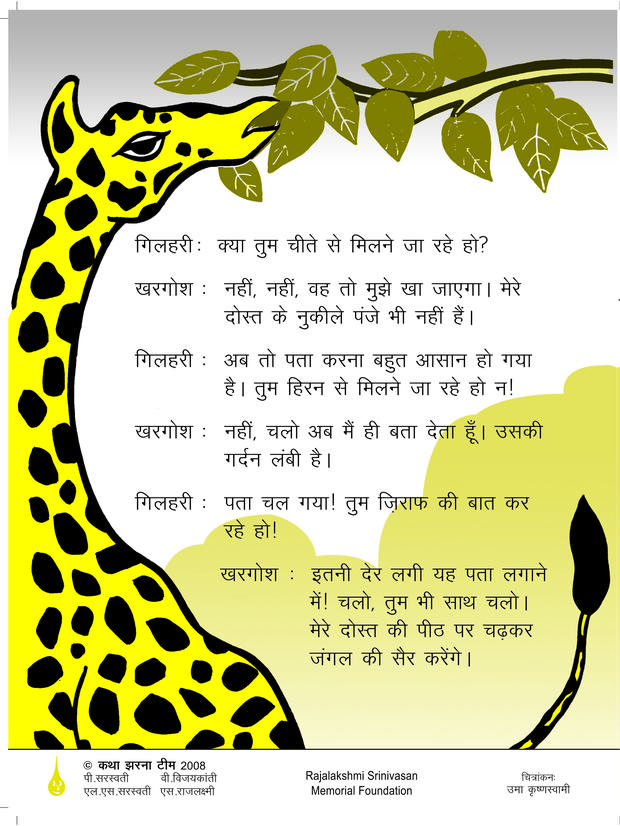 गिलहरी : क्या तुम चीते से मिलने जा रहे हो?
खरगोश : नहीं, नहीं, वह तो मुझे खा जाएगा। मेरे
दोस्त के नुकीले पंजे भी नहीं हैं।
गिलहरी : अब तो पता करना बहुत आसान हो गया
है। तुम हिरन से मिलने जा रहे हो न!
खरगोश : नहीं, चलो अब मैं ही बता देता हूँ। उसकी
गर्दन लंबी है।
गिलहरी : पता चल गया! तुम ज़िराफ की बात कर
रहे हो!
खरगोश : इतनी देर लगी यह पता लगाने
में! चलो, तुम भी साथ चलो।
मेरे दोस्त की पीठ पर चढ़कर
जंगल की सैर करेंगे।
© कथा झरना टीम 2008
पी.सरस्वती वी.विजयकांती
एल.एस.सरस्वती एस.राजलक्ष्मी
Rajalakshmi Srinivasan
Memorial Foundation
चित्रांकनः
उमा कृष्णस्वामी